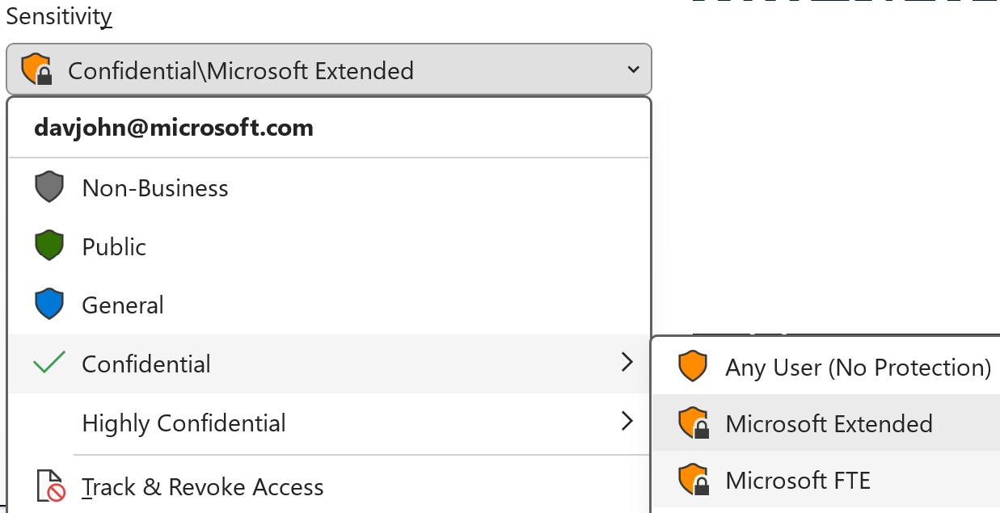 Sensitivity
Confidential\Microsoft Extended
davjohn@microsoft.com
Non-Business
Public
General
Confidential
Highly Confidential
Track & Revoke Access
Any User (No Protection)
Microsoft Extended
Microsoft FTE